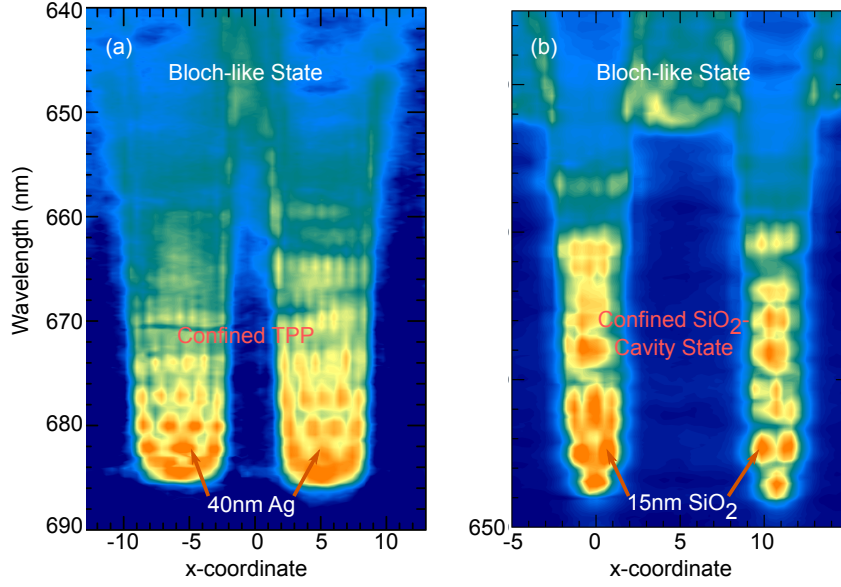 640
650
660
670
680
690
Wavelength (nm)
(a)
Bloch-like State
Confined TPP
40nm Ag
-10
-5
0
5
10
x-coordinate
(b)
Bloch-like State
Confined SiO2-
Cavity State
15nm SiO2
650
-5
0
5
10
x-coordinate